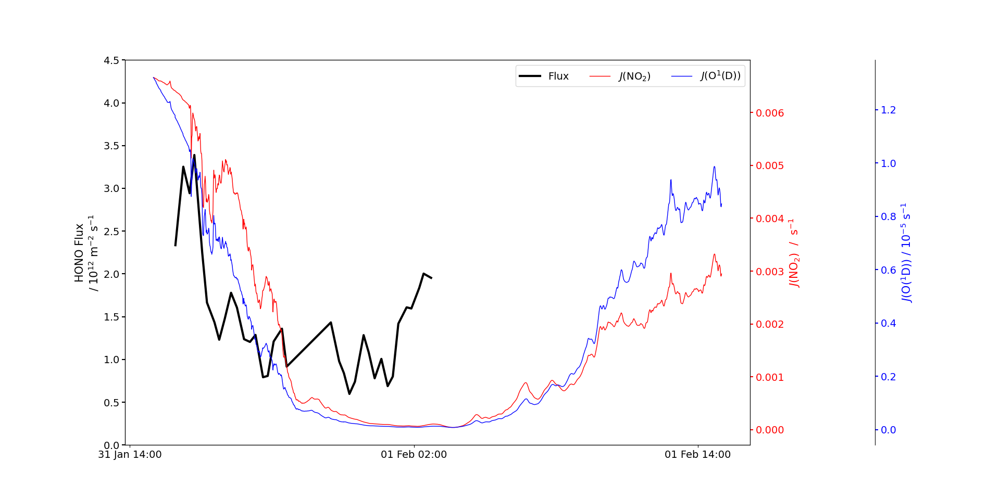 4.5
4.0
3.5
3.0
2.5
2.0
1.5
1.0
0.5
0.0
HONO Flux
/ 10¹² m⁻² s⁻¹
31 Jan 14:00
01 Feb 02:00
01 Feb 14:00
Flux
J(NO₂)
J(O¹(D))
0.006
0.005
0.004
0.003
0.002
0.001
0.000
J(NO₂) / s⁻¹
1.2
1.0
0.8
0.6
0.4
0.2
0.0
J(O(¹D)) / 10⁻⁵ s⁻¹